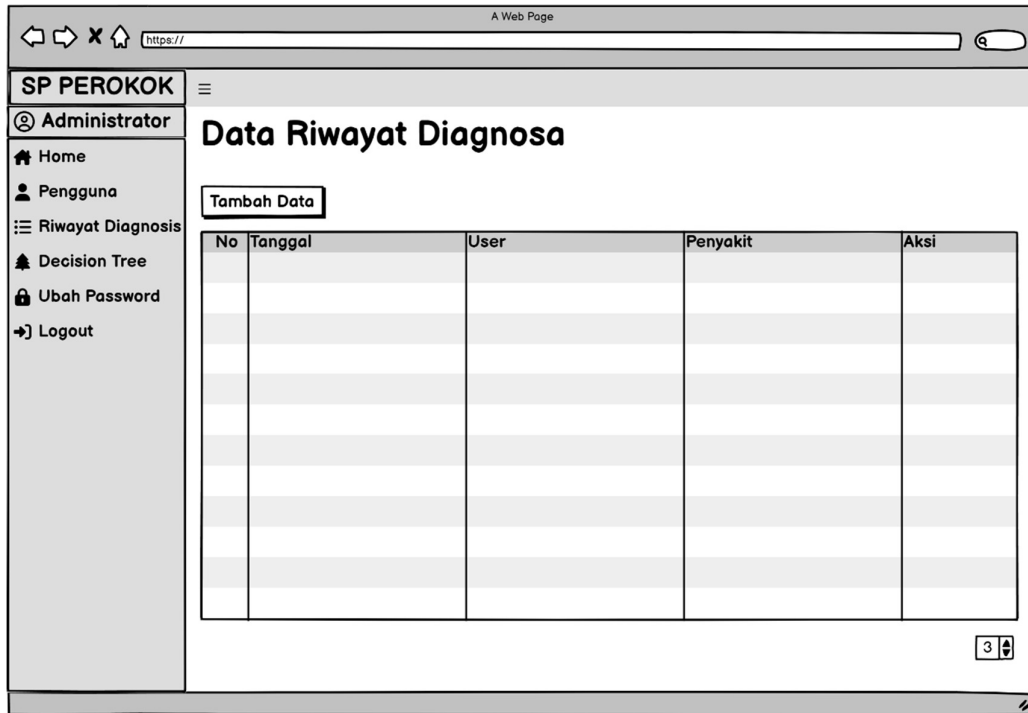 A Web Page
https://
SP PEROKOK
Administrator
Home
Pengguna
Riwayat Diagnosis
Decision Tree
Ubah Password
Logout
Data Riwayat Diagnosa
Tambah Data
No Tanggal User Penyakit Aksi
3